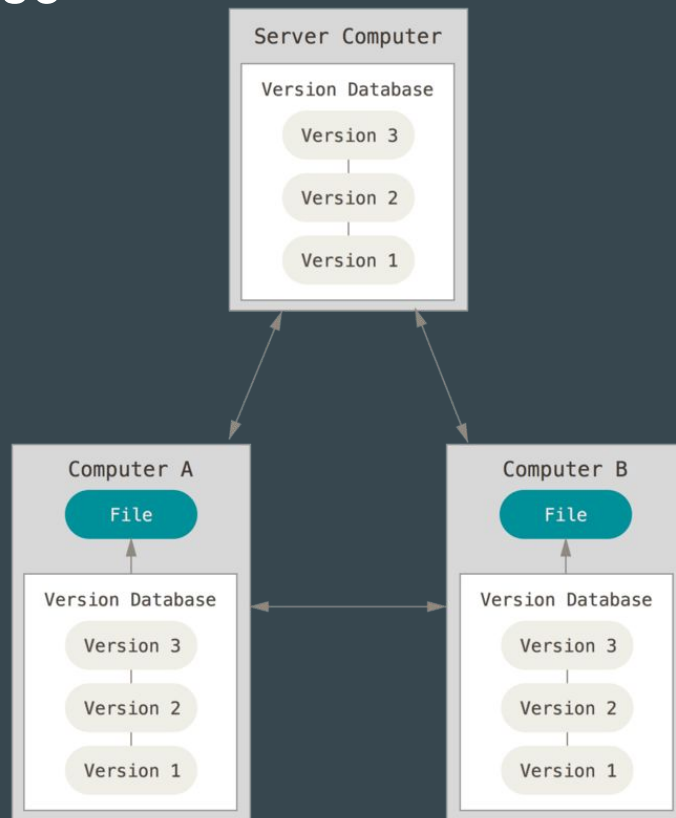 Server Computer
Version Database
Version 3
Version 2
Version 1
Computer A
File
Version Database
Version 3
Version 2
Version 1
Computer B
File
Version Database
Version 3
Version 2
Version 1